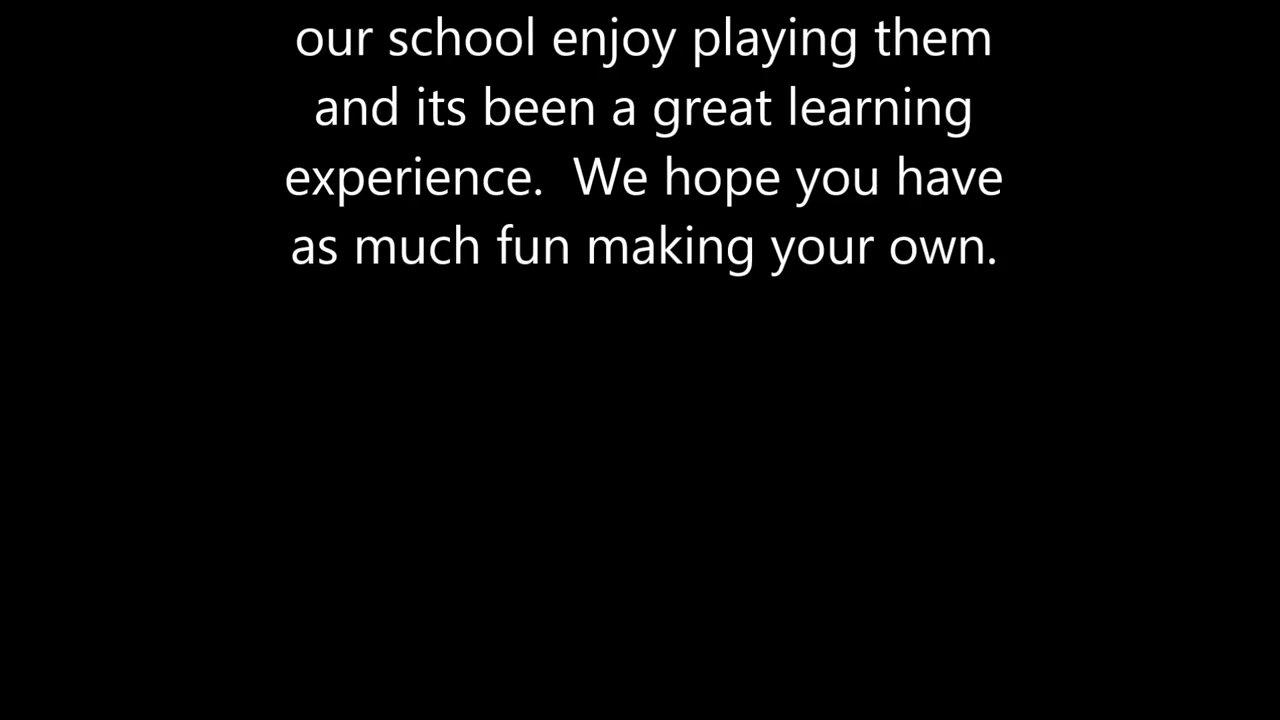 our school enjoy playing them
and its been a great learning
experience.  We hope you have
as much fun making your own.